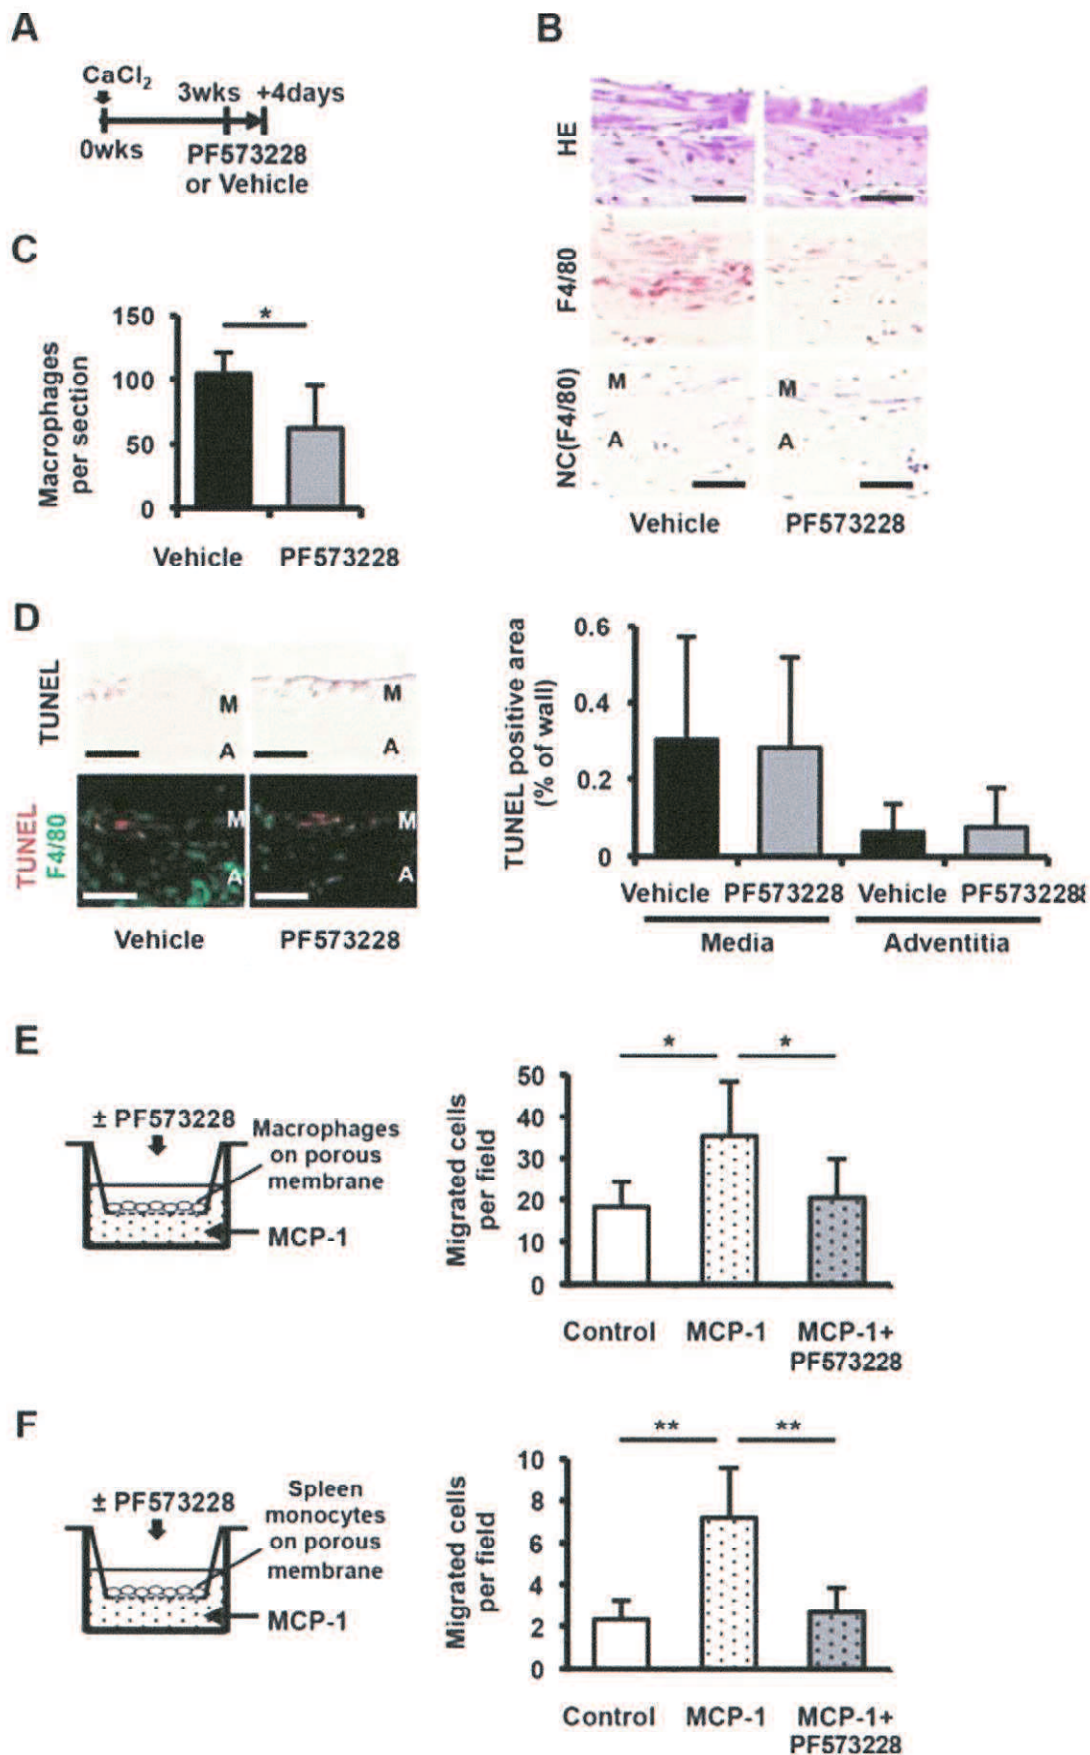 A
CaCl2
3wks +4days
0wks
PF573228
or Vehicle
B
HE
F4/80
NC(F4/80)
M
A
M
A
Vehicle
PF573228
C
Macrophages
per section
150
100
50
0
*
Vehicle
PF573228
D
TUNEL
M
A
M
A
TUNEL
F4/80
M
A
M
A
Vehicle
PF573228
TUNEL positive area
(% of wall)
0.6
0.4
0.2
0
Vehicle PF573228 Vehicle PF573228
Media
Adventitia
E
± PF573228
Macrophages
on porous
membrane
MCP-1
Migrated cells
per field
50
40
30
20
10
0
*
*
Control
MCP-1
MCP-1+
PF573228
F
± PF573228
Spleen
monocytes
on porous
membrane
MCP-1
Migrated cells
per field
10
8
6
4
2
0
**
**
Control
MCP-1
MCP-1+
PF573228